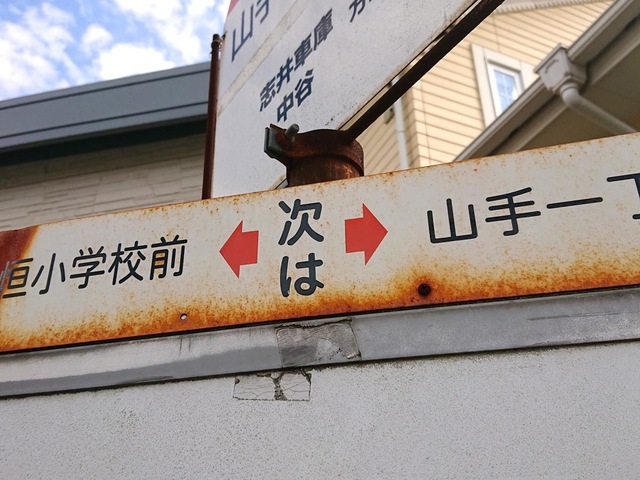 山手
志井車庫
中谷
垣小学校前
次は
山手一丁